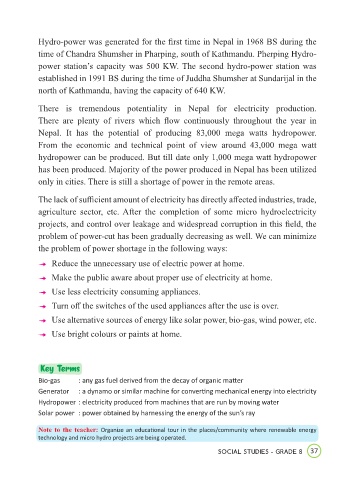 Hydro-power was generated for the first time in Nepal in 1968 BS during the
time of Chandra Shumsher in Pharping, south of Kathmandu. Pherping Hydro-
power station's capacity was 500 KW. The second hydro-power station was
established in 1991 BS during the time of Juddha Shumsher at Sundarijal in the
north of Kathmandu, having the capacity of 640 KW.
There is tremendous potentiality in Nepal for electricity production.
There are plenty of rivers which flow continuously throughout the year in
Nepal. It has the potential of producing 83,000 mega watts hydropower.
From the economic and technical point of view around 43,000 mega watt
hydropower can be produced. But till date only 1,000 mega watt hydropower
has been produced. Majority of the power produced in Nepal has been utilized
only in cities. There is still a shortage of power in the remote areas.
The lack of sufficient amount of electricity has directly affected industries, trade,
agriculture sector, etc. After the completion of some micro hydroelectricity
projects, and control over leakage and widespread corruption in this field, the
problem of power-cut has been gradually decreasing as well. We can minimize
the problem of power shortage in the following ways:
Reduce the unnecessary use of electric power at home.
Make the public aware about proper use of electricity at home.
Use less electricity consuming appliances.
Turn off the switches of the used appliances after the use is over.
Use alternative sources of energy like solar power, bio-gas, wind power, etc.
Use bright colours or paints at home.
Key Terms
Bio-gas : any gas fuel derived from the decay of organic matter
Generator : a dynamo or similar machine for converting mechanical energy into electricity
Hydropower : electricity produced from machines that are run by moving water
Solar power : power obtained by harnessing the energy of the sun's ray
Note to the teacher: Organise an educational tour in the places/community where renewable energy
technology and micro hydro projects are being operated.
SOCIAL STUDIES - GRADE 8 37